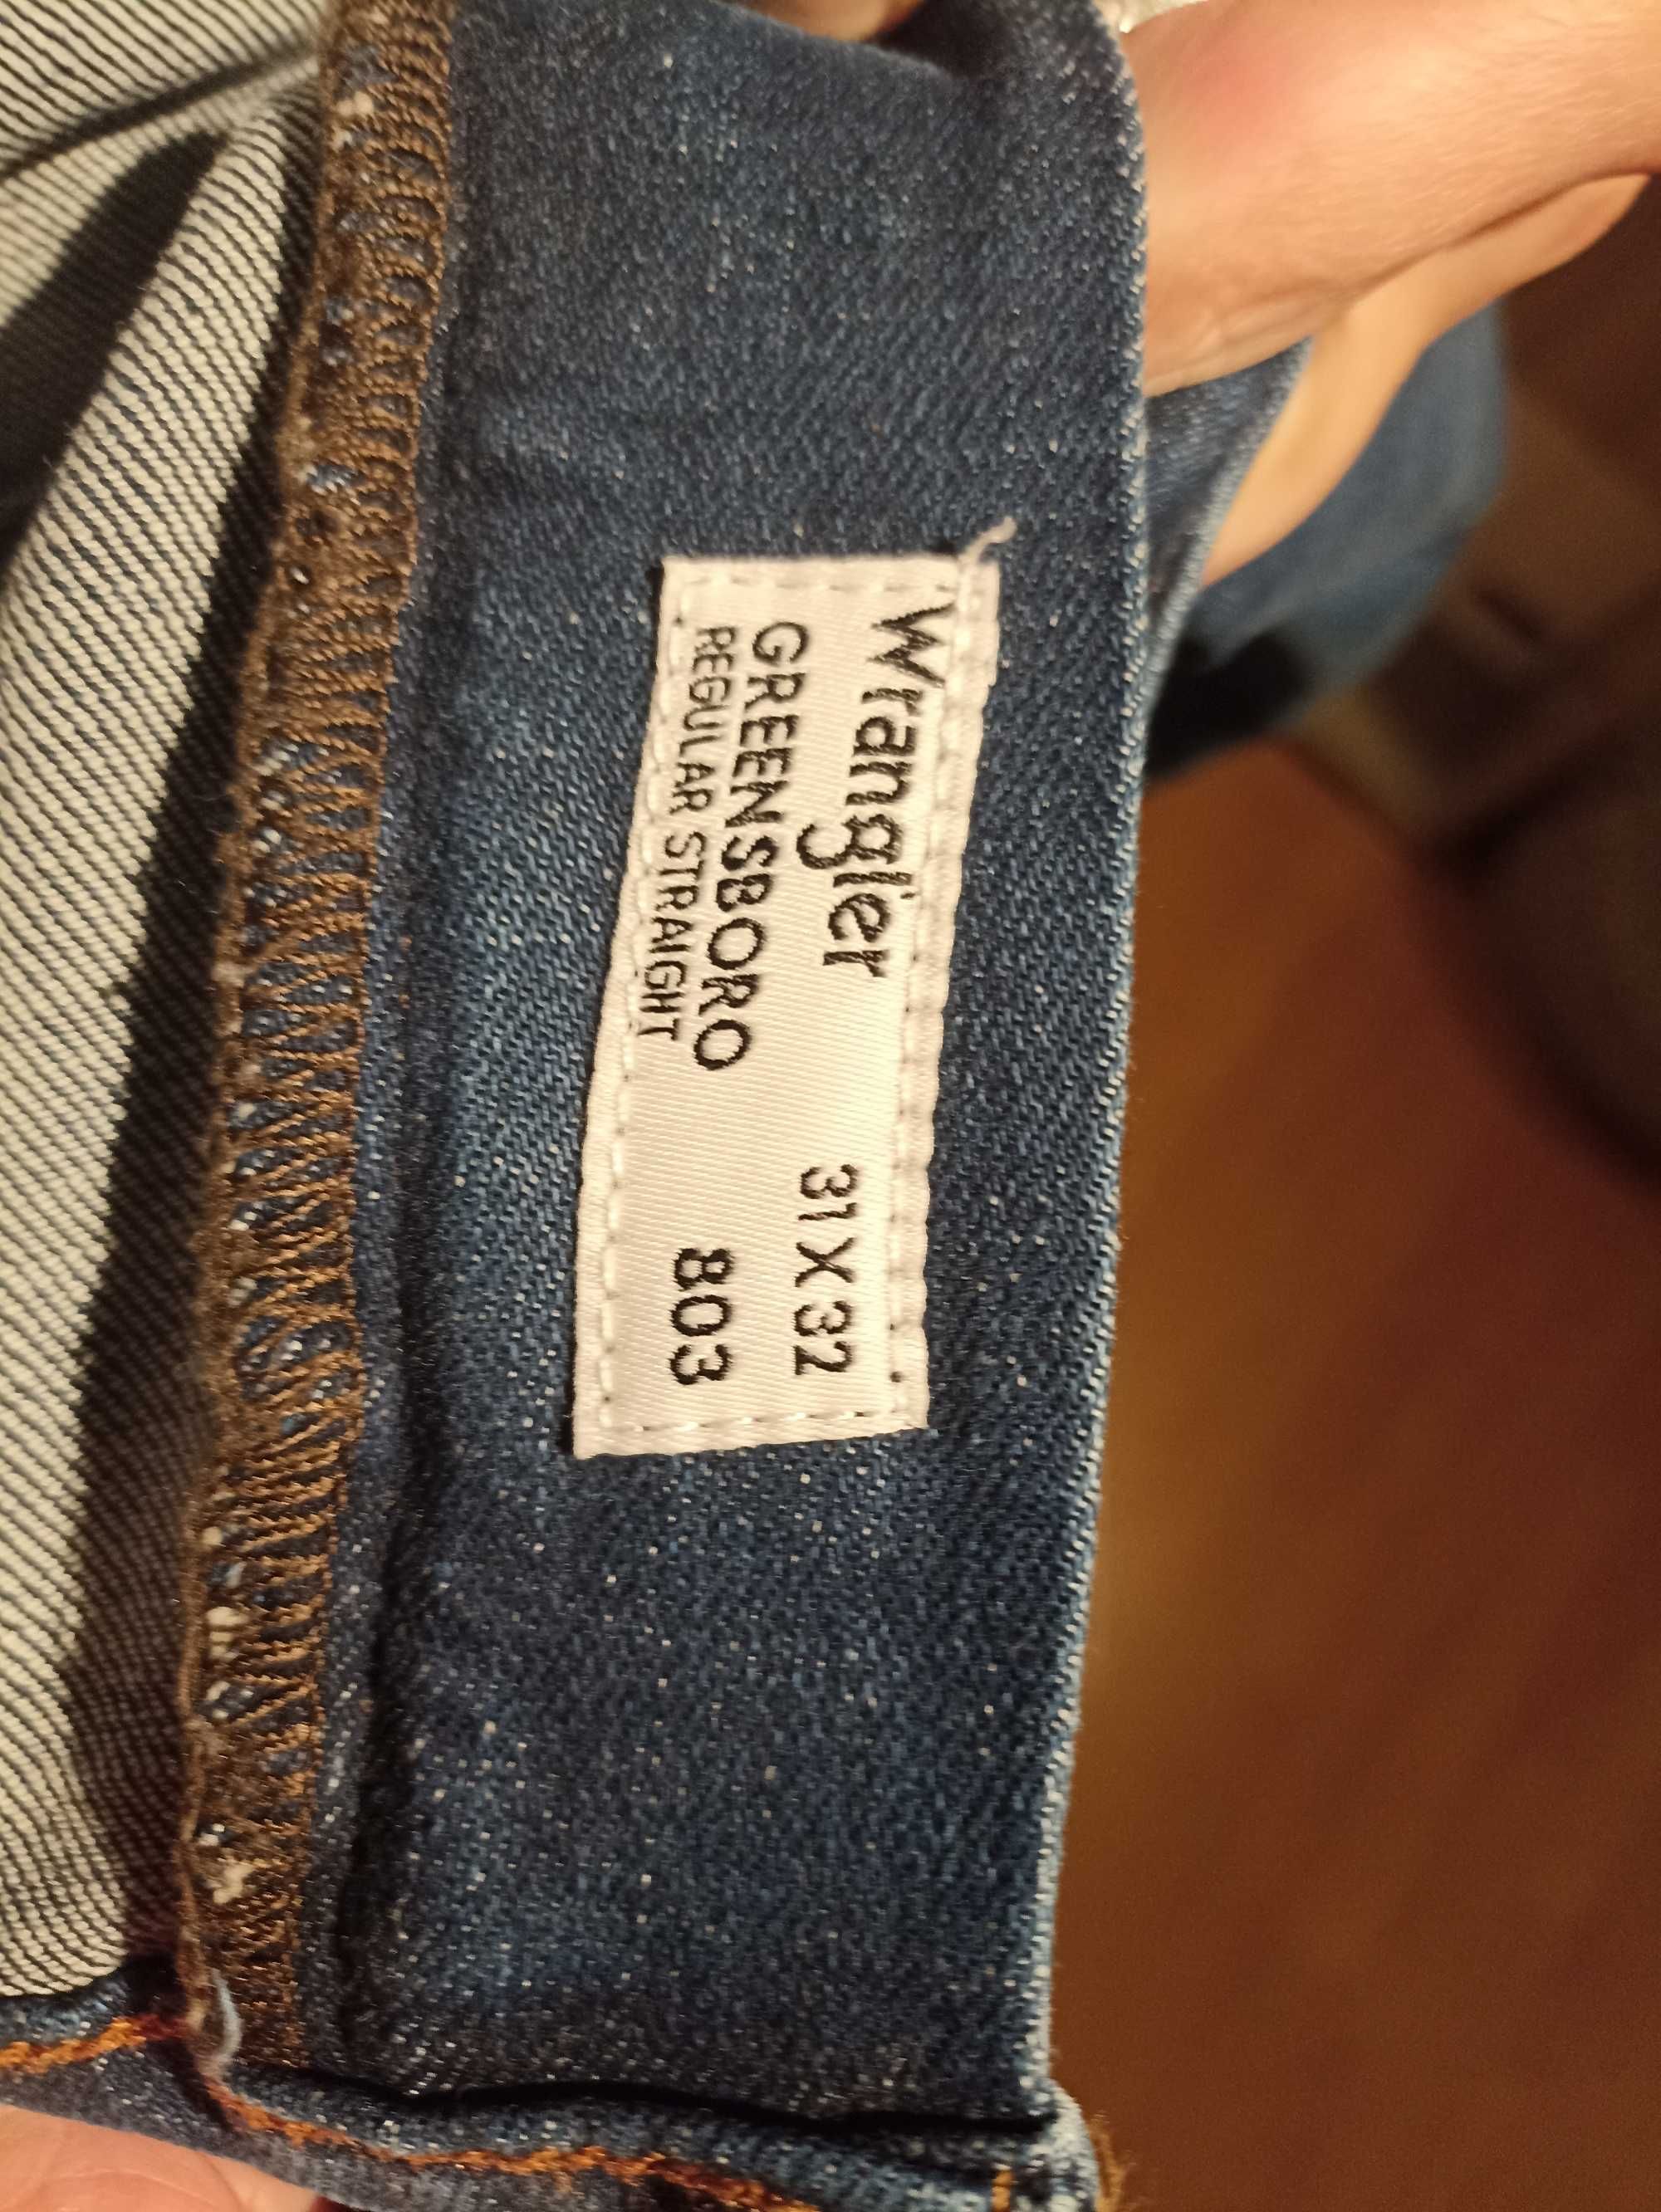 Wrangler 31 X 32
GREENSBORO 803
REGULAR STRAIGHT